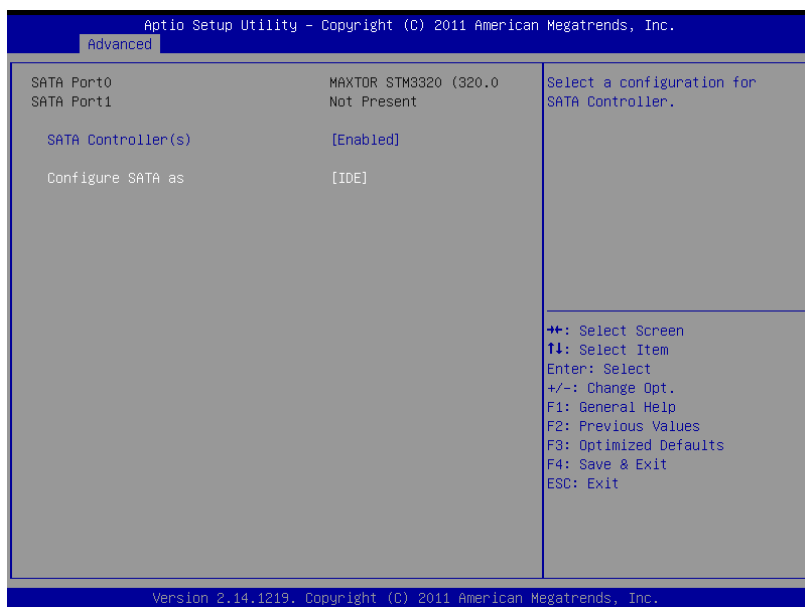 Aptio Setup Utility – Copyright (C) 2011 American Megatrends, Inc.
Advanced
SATA Port0 MAXTOR STM3320 (320.0
SATA Port1 Not Present
SATA Controller(s) [Enabled]
Configure SATA as [IDE]
Select a configuration for
SATA Controller.
→←: Select Screen
↑↓: Select Item
Enter: Select
+/-: Change Opt.
F1: General Help
F2: Previous Values
F3: Optimized Defaults
F4: Save & Exit
ESC: Exit
Version 2.14.1219. Copyright (C) 2011 American Megatrends, Inc.